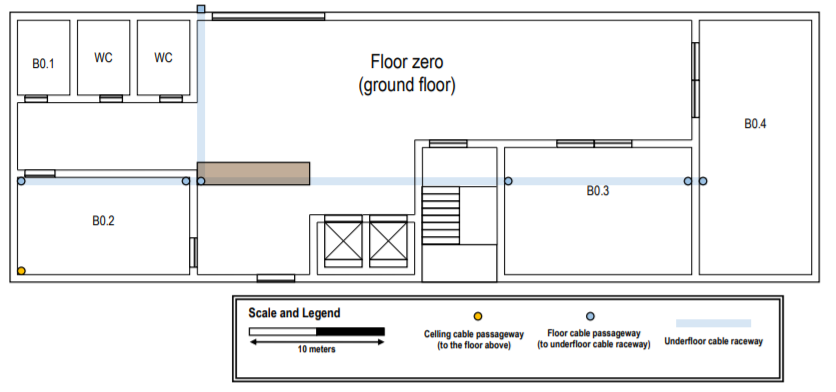 Floor zero
(ground floor)
B0.1
WC
WC
B0.4
B0.3
B0.2
Scale and Legend
10 meters
Celling cable passageway
(to the floor above)
Floor cable passageway
(to underfloor cable raceway)
Underfloor cable raceway